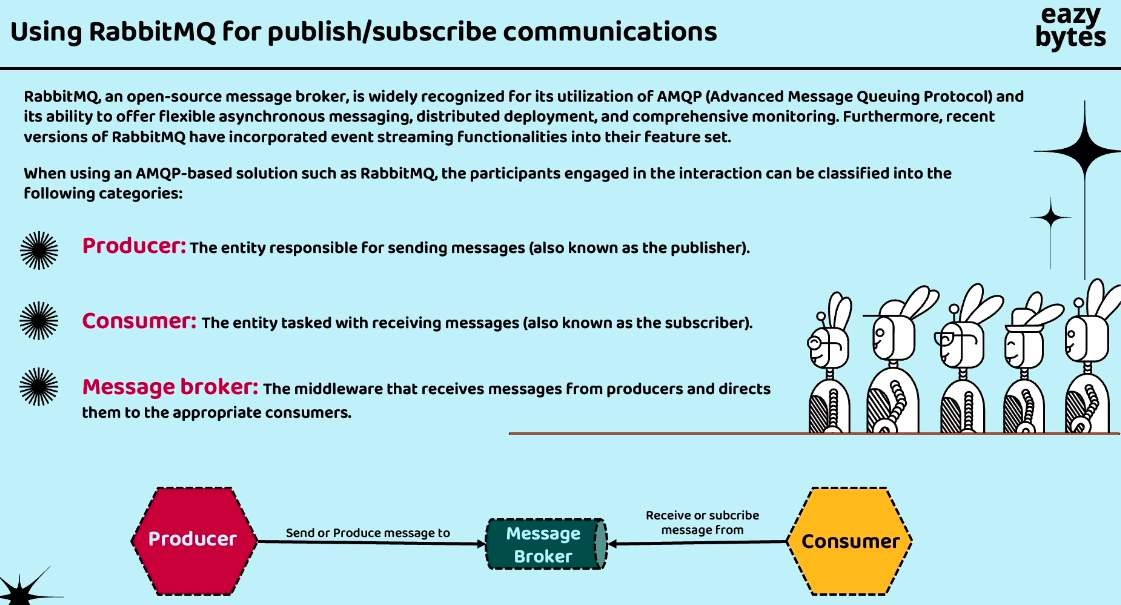 Using RabbitMQ for publish/subscribe communications
eazy
bytes
RabbitMQ, an open-source message broker, is widely recognized for its utilization of AMQP (Advanced Message Queuing Protocol) and
its ability to offer flexible asynchronous messaging, distributed deployment, and comprehensive monitoring. Furthermore, recent
versions of RabbitMQ have incorporated event streaming functionalities into their feature set.
When using an AMQP-based solution such as RabbitMQ, the participants engaged in the interaction can be classified into the
following categories:
Producer: The entity responsible for sending messages (also known as the publisher).
Consumer: The entity tasked with receiving messages (also known as the subscriber).
Message broker: The middleware that receives messages from producers and directs
them to the appropriate consumers.
Producer
Send or Produce message to
Message
Broker
Receive or subcribe
message from
Consumer